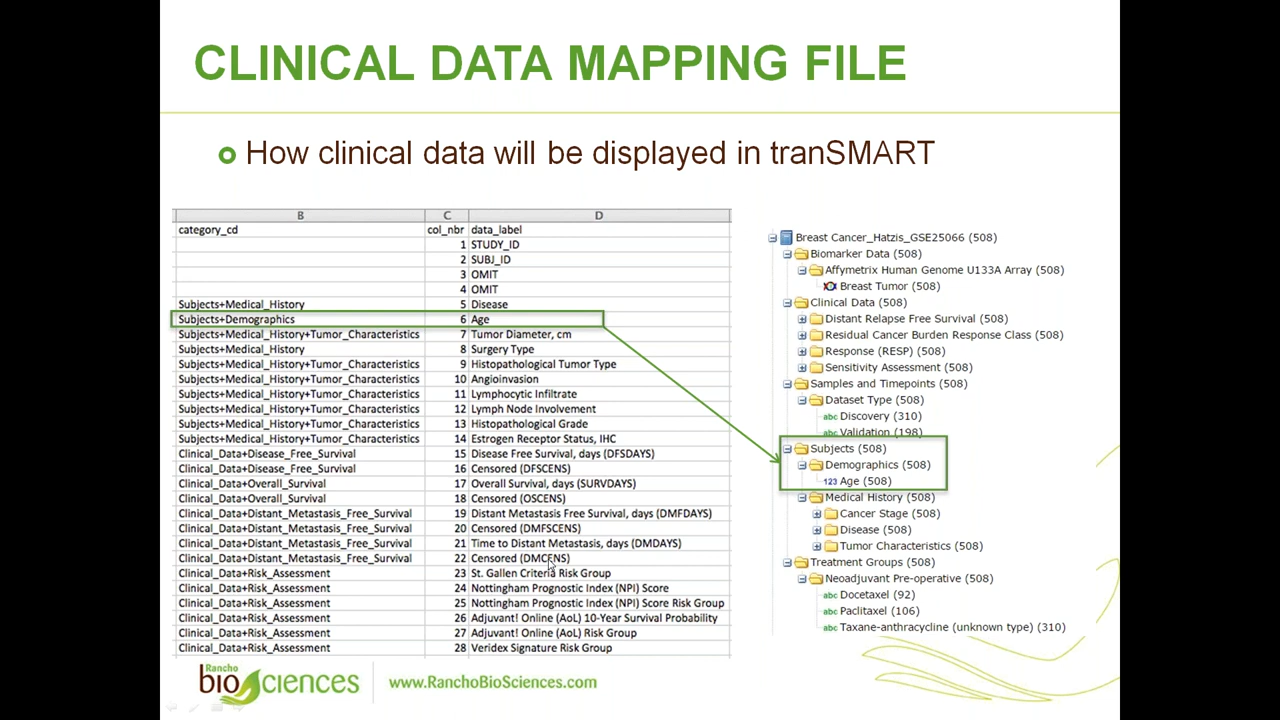 CLINICAL DATA MAPPING FILE
How clinical data will be displayed in tranSMART
B C D
category_cd col_nbr data_label
1 STUDY_ID
2 SUBJ_ID
3 OMIT
4 OMIT
Subjects+Medical_History 5 Disease
Subjects+Demographics 6 Age
Subjects+Medical_History+Tumor_Characteristics 7 Tumor Diameter, cm
Subjects+Medical_History 8 Surgery Type
Subjects+Medical_History+Tumor_Characteristics 9 Histopathological Tumor Type
Subjects+Medical_History+Tumor_Characteristics 10 Angioinvasion
Subjects+Medical_History+Tumor_Characteristics 11 Lymphocytic Infiltrate
Subjects+Medical_History+Tumor_Characteristics 12 Lymph Node Involvement
Subjects+Medical_History+Tumor_Characteristics 13 Histopathological Grade
Subjects+Medical_History+Tumor_Characteristics 14 Estrogen Receptor Status, IHC
Clinical_Data+Disease_Free_Survival 15 Disease Free Survival, days (DFSDAYS)
Clinical_Data+Disease_Free_Survival 16 Censored (DFSCENS)
Clinical_Data+Overall_Survival 17 Overall Survival, days (SURVDAYS)
Clinical_Data+Overall_Survival 18 Censored (OSCENS)
Clinical_Data+Distant_Metastasis_Free_Survival 19 Distant Metastasis Free Survival, days (DMFDAYS)
Clinical_Data+Distant_Metastasis_Free_Survival 20 Censored (DMFSCENS)
Clinical_Data+Distant_Metastasis_Free_Survival 21 Time to Distant Metastasis, days (DMDAYS)
Clinical_Data+Distant_Metastasis_Free_Survival 22 Censored (DMCENS)
Clinical_Data+Risk_Assessment 23 St. Gallen Criteria Risk Group
Clinical_Data+Risk_Assessment 24 Nottingham Prognostic Index (NPI) Score
Clinical_Data+Risk_Assessment 25 Nottingham Prognostic Index (NPI) Score Risk Group
Clinical_Data+Risk_Assessment 26 Adjuvant! Online (AoL) 10-Year Survival Probability
Clinical_Data+Risk_Assessment 27 Adjuvant! Online (AoL) Risk Group
Clinical_Data+Risk_Assessment 28 Veridex Signature Risk Group
Breast Cancer_Hatzis_GSE25066 (508)
Biomarker Data (508)
Affymetrix Human Genome U133A Array (508)
Breast Tumor (508)
Clinical Data (508)
Distant Relapse Free Survival (508)
Residual Cancer Burden Response Class (508)
Response (RESP) (508)
Sensitivity Assessment (508)
Samples and Timepoints (508)
Dataset Type (508)
abc Discovery (310)
abc Validation (198)
Subjects (508)
Demographics (508)
123 Age (508)
Medical History (508)
Cancer Stage (508)
Disease (508)
Tumor Characteristics (508)
Treatment Groups (508)
Neoadjuvant Pre-operative (508)
abc Docetaxel (92)
abc Paclitaxel (106)
abc Taxane-anthracycline (unknown type) (310)
Rancho
bioSciences
www.RanchoBioSciences.com